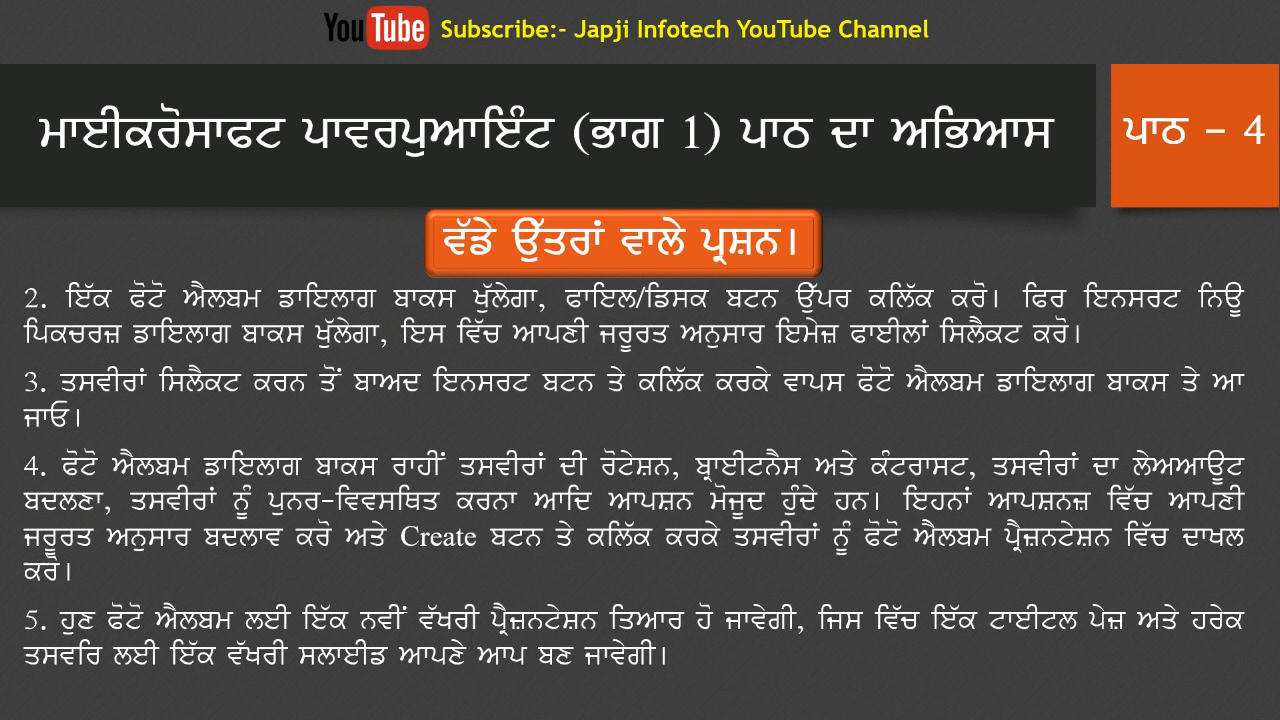 YouTube Subscribe:- Japji Infotech YouTube Channel
ਮਾਈਕਰੋਸਾਫਟ ਪਾਵਰਪੁਆਇੰਟ (ਭਾਗ 1) ਪਾਠ ਦਾ ਅਭਿਆਸ
ਪਾਠ - 4
ਵੱਡੇ ਉੱਤਰਾਂ ਵਾਲੇ ਪ੍ਰਸ਼ਨ।
2. ਇੱਕ ਫੋਟੋ ਐਲਬਮ ਡਾਇਲਾਗ ਬਾਕਸ ਖੁੱਲੇਗਾ, ਫਾਇਲ/ਡਿਸਕ ਬਟਨ ਉੱਪਰ ਕਲਿੱਕ ਕਰੋ। ਫਿਰ ਇਨਸਰਟ ਨਿਊ
ਪਿਕਚਰਜ਼ ਡਾਇਲਾਗ ਬਾਕਸ ਖੁੱਲੇਗਾ, ਇਸ ਵਿੱਚ ਆਪਣੀ ਜਰੂਰਤ ਅਨੁਸਾਰ ਇਮੇਜ਼ ਫਾਈਲਾਂ ਸਿਲੈਕਟ ਕਰੋ।
3. ਤਸਵੀਰਾਂ ਸਿਲੈਕਟ ਕਰਨ ਤੋਂ ਬਾਅਦ ਇਨਸਰਟ ਬਟਨ ਤੇ ਕਲਿੱਕ ਕਰਕੇ ਵਾਪਸ ਫੋਟੋ ਐਲਬਮ ਡਾਇਲਾਗ ਬਾਕਸ ਤੇ ਆ
ਜਾਓ।
4. ਫੋਟੋ ਐਲਬਮ ਡਾਇਲਾਗ ਬਾਕਸ ਰਾਹੀਂ ਤਸਵੀਰਾਂ ਦੀ ਰੋਟੇਸ਼ਨ, ਬ੍ਰਾਈਟਨੈਸ ਅਤੇ ਕੰਟਰਾਸਟ, ਤਸਵੀਰਾਂ ਦਾ ਲੇਅਆਊਟ
ਬਦਲਣਾ, ਤਸਵੀਰਾਂ ਨੂੰ ਪੁਨਰ-ਵਿਵਸਥਿਤ ਕਰਨਾ ਆਦਿ ਆਪਸ਼ਨ ਮੋਜੂਦ ਹੁੰਦੇ ਹਨ। ਇਹਨਾਂ ਆਪਸ਼ਨਜ਼ ਵਿੱਚ ਆਪਣੀ
ਜਰੂਰਤ ਅਨੁਸਾਰ ਬਦਲਾਵ ਕਰੋ ਅਤੇ Create ਬਟਨ ਤੇ ਕਲਿੱਕ ਕਰਕੇ ਤਸਵੀਰਾਂ ਨੂੰ ਫੋਟੋ ਐਲਬਮ ਪ੍ਰੈਜ਼ਨਟੇਸ਼ਨ ਵਿੱਚ ਦਾਖਲ
ਕਰੋ।
5. ਹੁਣ ਫੋਟੋ ਐਲਬਮ ਲਈ ਇੱਕ ਨਵੀਂ ਵੱਖਰੀ ਪ੍ਰੈਜ਼ਨਟੇਸ਼ਨ ਤਿਆਰ ਹੋ ਜਾਵੇਗੀ, ਜਿਸ ਵਿੱਚ ਇੱਕ ਟਾਈਟਲ ਪੇਜ਼ ਅਤੇ ਹਰੇਕ
ਤਸਵਰਿ ਲਈ ਇੱਕ ਵੱਖਰੀ ਸਲਾਈਡ ਆਪਣੇ ਆਪ ਬਣ ਜਾਵੇਗੀ।